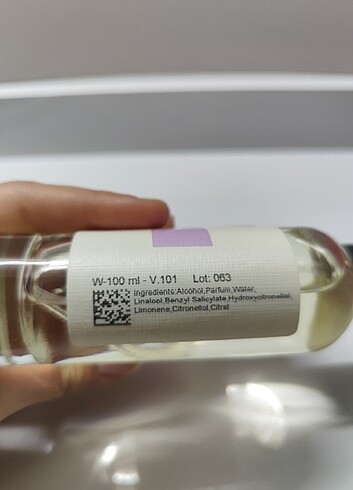 W-100 ml - V.101 Lot: 063
Ingredients:Alcohol,Parfum,Water,
Linalool,Benzyl Salicylate,Hydroxycitronellal,
Limonene,Citronellol,Citral